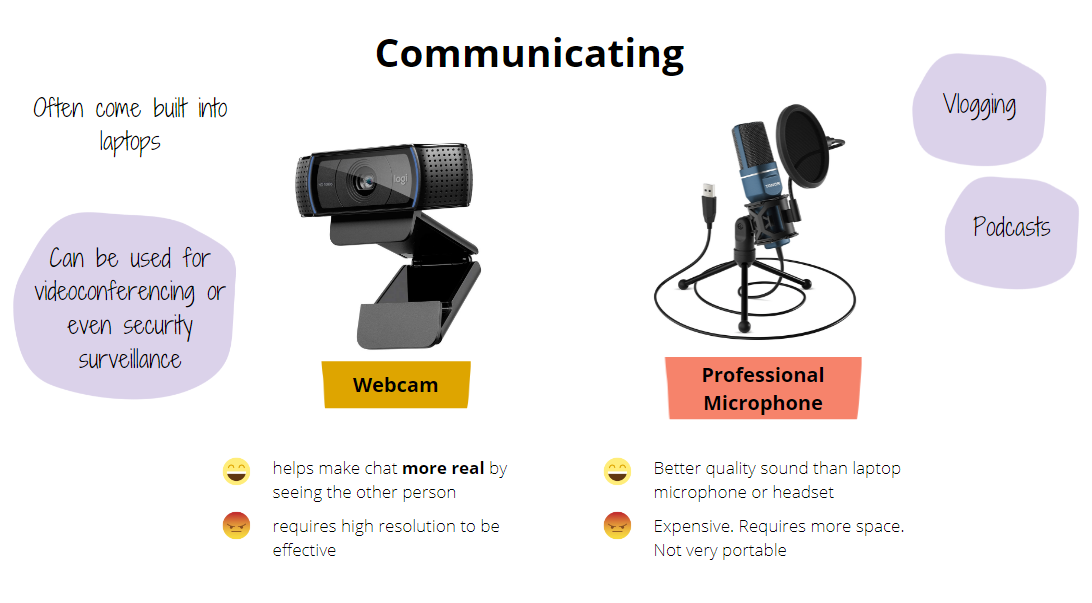 Communicating
Often come built into
laptops
Can be used for
videoconferencing or
even security
surveillance
logi
Vlogging
Podcasts
Webcam
Professional
Microphone
helps make chat more real by
seeing the other person
requires high resolution to be
effective
Better quality sound than laptop
microphone or headset
Expensive. Requires more space.
Not very portable